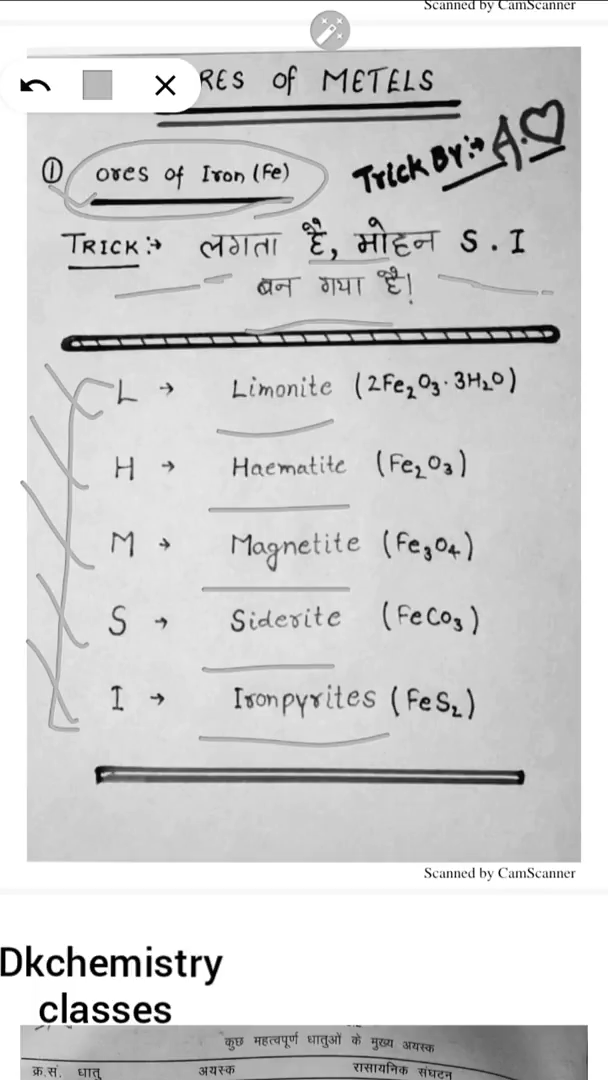 Scanned by CamScanner
RES of METELS
① ores of Iron (Fe)
Trick By:→ A.♡
TRICK:→ लगता है, मोहन S. I
बन गया है!
L → Limonite (2Fe₂O₃·3H₂O)
H → Haematite (Fe₂O₃)
M → Magnetite (Fe₃O₄)
S → Siderite (FeCO₃)
I → Ironpyrites (FeS₂)
Scanned by CamScanner
Dkchemistry
classes
कुछ महत्वपूर्ण धातुओं के मुख्य अयस्क
क्र.सं. धातु अयस्क रासायनिक संघटन